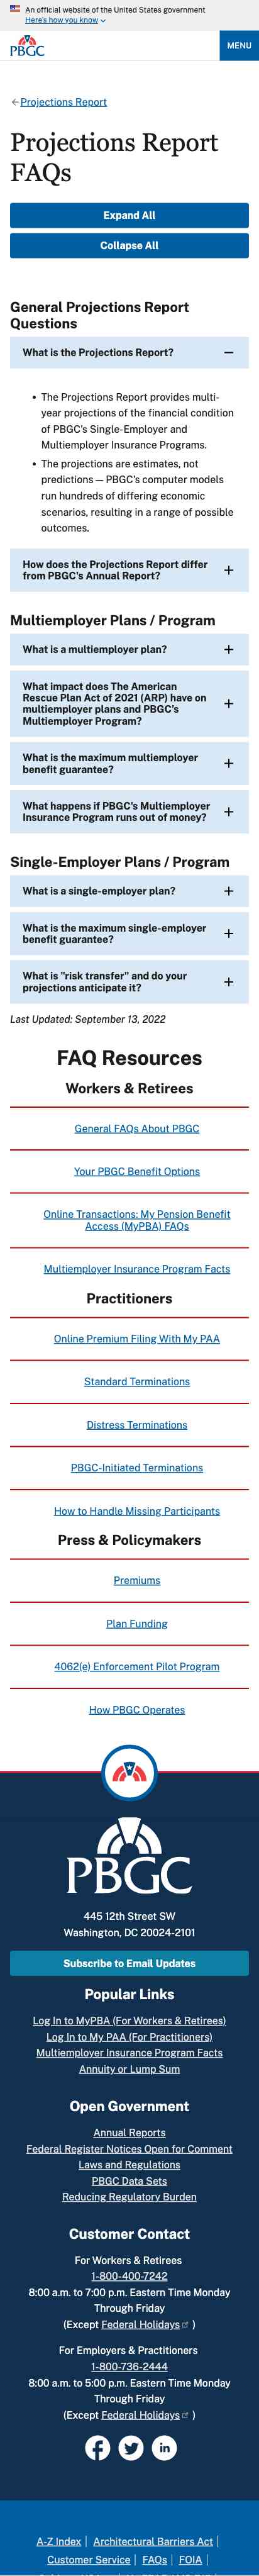 An official website of the United States government
Here's how you know
PBGC
MENU
Projections Report
Projections Report
FAQs
Expand All
Collapse All
General Projections Report
Questions
What is the Projections Report?
• The Projections Report provides multi-
year projections of the financial condition
of PBGC's Single-Employer and
Multiemployer Insurance Programs.
• The projections are estimates, not
predictions — PBGC's computer models
run hundreds of differing economic
scenarios, resulting in a range of possible
outcomes.
How does the Projections Report differ
from PBGC's Annual Report?
Multiemployer Plans / Program
What is a multiemployer plan?
What impact does The American
Rescue Plan Act of 2021 (ARP) have on
multiemployer plans and PBGC's
Multiemployer Program?
What is the maximum multiemployer
benefit guarantee?
What happens if PBGC's Multiemployer
Insurance Program runs out of money?
Single-Employer Plans / Program
What is a single-employer plan?
What is the maximum single-employer
benefit guarantee?
What is "risk transfer" and do your
projections anticipate it?
Last Updated: September 13, 2022
FAQ Resources
Workers & Retirees
General FAQs About PBGC
Your PBGC Benefit Options
Online Transactions: My Pension Benefit
Access (MyPBA) FAQs
Multiemployer Insurance Program Facts
Practitioners
Online Premium Filing With My PAA
Standard Terminations
Distress Terminations
PBGC-Initiated Terminations
How to Handle Missing Participants
Press & Policymakers
Premiums
Plan Funding
4062(e) Enforcement Pilot Program
How PBGC Operates
PBGC
445 12th Street SW
Washington, DC 20024-2101
Subscribe to Email Updates
Popular Links
Log In to MyPBA (For Workers & Retirees)
Log In to My PAA (For Practitioners)
Multiemployer Insurance Program Facts
Annuity or Lump Sum
Open Government
Annual Reports
Federal Register Notices Open for Comment
Laws and Regulations
PBGC Data Sets
Reducing Regulatory Burden
Customer Contact
For Workers & Retirees
1-800-400-7242
8:00 a.m. to 7:00 p.m. Eastern Time Monday
Through Friday
(Except Federal Holidays )
For Employers & Practitioners
1-800-736-2444
8:00 a.m. to 5:00 p.m. Eastern Time Monday
Through Friday
(Except Federal Holidays )
A-Z Index | Architectural Barriers Act |
Customer Service | FAQs | FOIA |